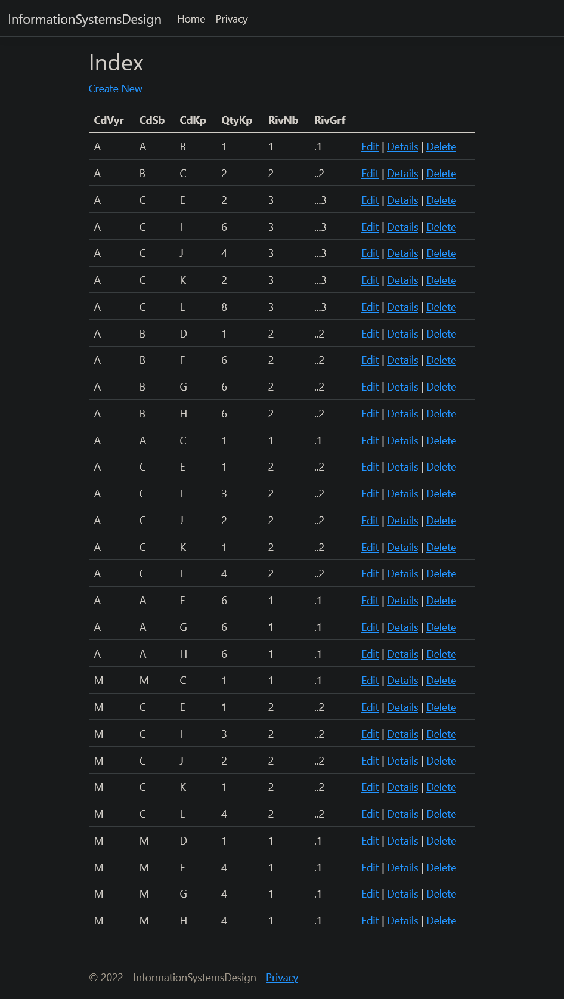 InformationSystemsDesign Home Privacy
Index
Create New
CdVyr CdSb CdKp QtyKp RivNb RivGrf
A A B 1 1 .1 Edit | Details | Delete
A B C 2 2 ..2 Edit | Details | Delete
A C E 2 3 ...3 Edit | Details | Delete
A C I 6 3 ...3 Edit | Details | Delete
A C J 4 3 ...3 Edit | Details | Delete
A C K 2 3 ...3 Edit | Details | Delete
A C L 8 3 ...3 Edit | Details | Delete
A B D 1 2 ..2 Edit | Details | Delete
A B F 6 2 ..2 Edit | Details | Delete
A B G 6 2 ..2 Edit | Details | Delete
A B H 6 2 ..2 Edit | Details | Delete
A A C 1 1 .1 Edit | Details | Delete
A C E 1 2 ..2 Edit | Details | Delete
A C I 3 2 ..2 Edit | Details | Delete
A C J 2 2 ..2 Edit | Details | Delete
A C K 1 2 ..2 Edit | Details | Delete
A C L 4 2 ..2 Edit | Details | Delete
A A F 6 1 .1 Edit | Details | Delete
A A G 6 1 .1 Edit | Details | Delete
A A H 6 1 .1 Edit | Details | Delete
M M C 1 1 .1 Edit | Details | Delete
M C E 1 2 ..2 Edit | Details | Delete
M C I 3 2 ..2 Edit | Details | Delete
M C J 2 2 ..2 Edit | Details | Delete
M C K 1 2 ..2 Edit | Details | Delete
M C L 4 2 ..2 Edit | Details | Delete
M M D 1 1 .1 Edit | Details | Delete
M M F 4 1 .1 Edit | Details | Delete
M M G 4 1 .1 Edit | Details | Delete
M M H 4 1 .1 Edit | Details | Delete
© 2022 - InformationSystemsDesign - Privacy